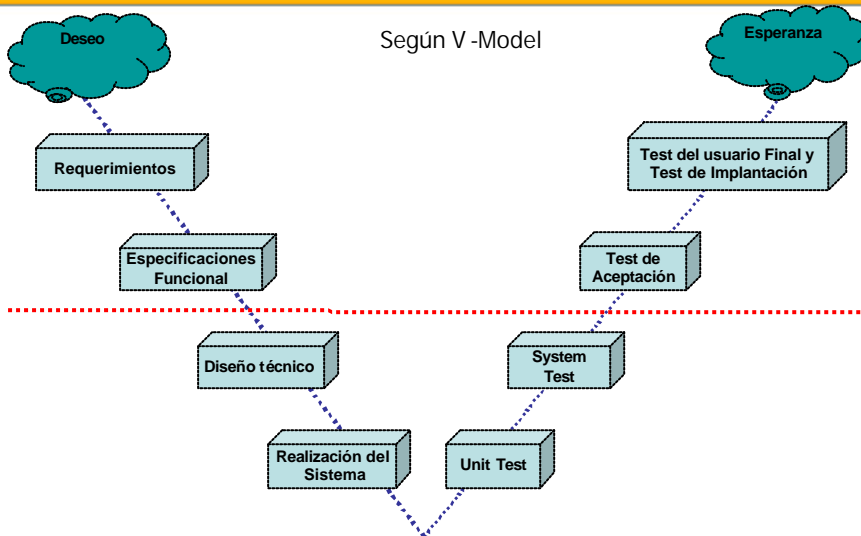 Deseo
Según V -Model
Esperanza
Requerimientos
Test del usuario Final y
Test de Implantación
Especificaciones
Funcional
Test de
Aceptación
Diseño técnico
System
Test
Realización del
Sistema
Unit Test